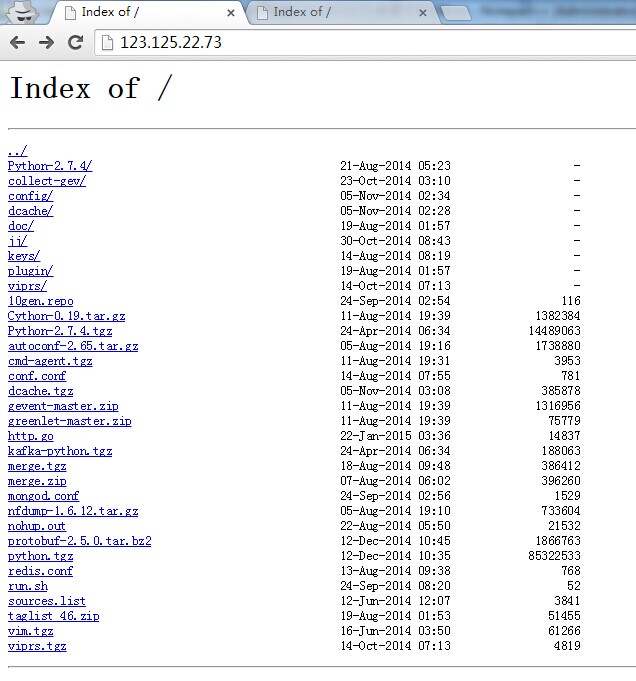 Index of /
Index of /
123.125.22.73
Index of /
../
Python-2.7.4/ 21-Aug-2014 05:23 -
collect-gev/ 23-Oct-2014 03:10 -
config/ 05-Nov-2014 02:34 -
dcache/ 05-Nov-2014 02:28 -
doc/ 19-Aug-2014 01:57 -
jj/ 30-Oct-2014 08:43 -
keys/ 14-Aug-2014 08:19 -
plugin/ 19-Aug-2014 01:57 -
viprs/ 14-Oct-2014 07:13 -
10gen.repo 24-Sep-2014 02:54 116
Cython-0.19.tar.gz 11-Aug-2014 19:39 1382384
Python-2.7.4.tgz 24-Apr-2014 06:34 14489063
autoconf-2.65.tar.gz 05-Aug-2014 19:16 1738880
cmd-agent.tgz 11-Aug-2014 19:31 3953
conf.conf 14-Aug-2014 07:55 781
dcache.tgz 05-Nov-2014 03:08 385878
gevent-master.zip 11-Aug-2014 19:39 1316956
greenlet-master.zip 11-Aug-2014 19:39 75779
http.go 22-Jan-2015 03:36 14837
kafka-python.tgz 24-Apr-2014 06:34 188063
merge.tgz 18-Aug-2014 09:48 386412
merge.zip 07-Aug-2014 06:02 396260
mongod.conf 24-Sep-2014 02:56 1529
nfdump-1.6.12.tar.gz 05-Aug-2014 19:10 733604
nohup.out 22-Aug-2014 05:50 21532
protobuf-2.5.0.tar.bz2 12-Dec-2014 10:45 1866763
python.tgz 12-Dec-2014 10:35 85322533
redis.conf 13-Aug-2014 09:38 768
run.sh 24-Sep-2014 08:20 52
sources.list 12-Jun-2014 12:07 3841
taglist_46.zip 19-Aug-2014 01:53 51455
vim.tgz 16-Jun-2014 03:50 61266
viprs.tgz 14-Oct-2014 07:13 4819